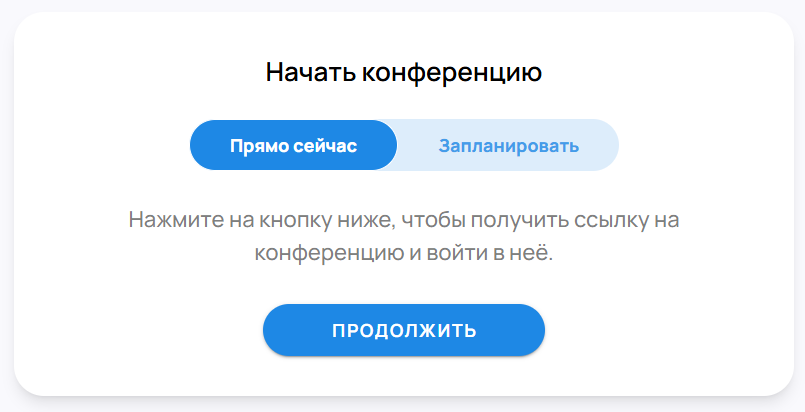 Начать конференцию
Прямо сейчас Запланировать
Нажмите на кнопку ниже, чтобы получить ссылку на
конференцию и войти в неё.
ПРОДОЛЖИТЬ